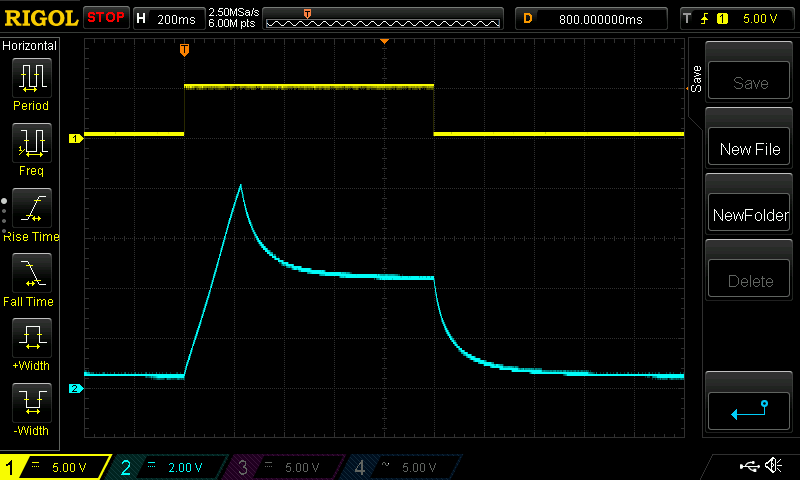 RIGOL STOP H 200ms 2.50MSa/s 6.00M pts T D 800.000000ms T 1 5.00 V
Horizontal
Period
Freq
Rise Time
Fall Time
+Width
-Width
T
1
2
Save
Save
New File
NewFolder
Delete
1 5.00 V 2 2.00 V 3 5.00 V 4 5.00 V